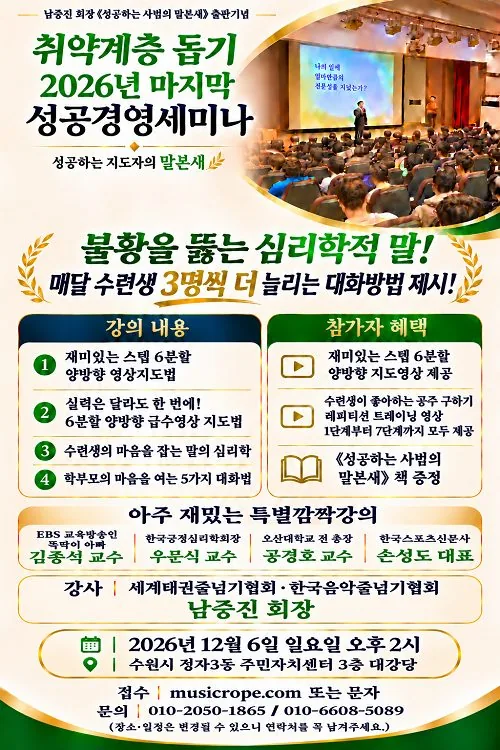 남중진 회장 《성공하는 사범의 말본새》 출판기념
취약계층 돕기
2026년 마지막
성공경영세미나
성공하는 지도자의 말본새
나의 일에
얼마만큼의
전문성을 지녔는가?
불황을 뚫는 심리학적 말!
매달 수련생 3명씩 더 늘리는 대화방법 제시!
강의 내용
1 재미있는 스텝 6분할
양방향 영상지도법
2 실력은 달라도 한 번에!
6분할 양방향 급수영상 지도법
3 수련생의 마음을 잡는 말의 심리학
4 학부모의 마음을 여는 5가지 대화법
참가자 혜택
재미있는 스텝 6분할
양방향 지도영상 제공
수련생이 좋아하는 공주 구하기
레피티션 트레이닝 영상
1단계부터 7단계까지 모두 제공
《성공하는 사범의
말본새》 책 증정
아주 재밌는 특별깜짝강의
EBS 교육방송인
똑딱이 아빠
김종석 교수
한국긍정심리학회장
우문식 교수
오산대학교 전 총장
공경호 교수
한국스포츠신문사
손성도 대표
강사 | 세계태권줄넘기협회·한국음악줄넘기협회
남중진 회장
2026년 12월 6일 일요일 오후 2시
수원시 정자3동 주민자치센터 3층 대강당
접수 | musicrope.com 또는 문자
문의 | 010-2050-1865 / 010-6608-5089
(장소·일정은 변경될 수 있으니 연락처를 꼭 남겨주세요.)